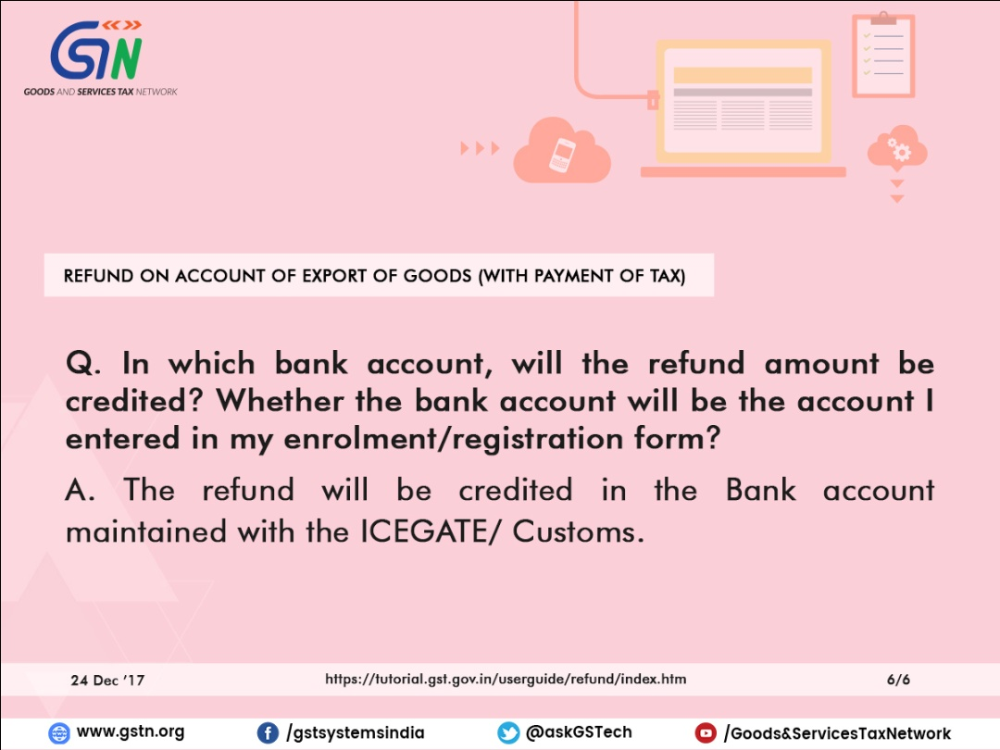 GSTN
GOODS AND SERVICES TAX NETWORK
REFUND ON ACCOUNT OF EXPORT OF GOODS (WITH PAYMENT OF TAX)
Q. In which bank account, will the refund amount be
credited? Whether the bank account will be the account I
entered in my enrolment/registration form?
A. The refund will be credited in the Bank account
maintained with the ICEGATE/ Customs.
24 Dec '17 https://tutorial.gst.gov.in/userguide/refund/index.htm 6/6
www.gstn.org /gstsystemsindia @askGSTech /Goods&ServicesTaxNetwork